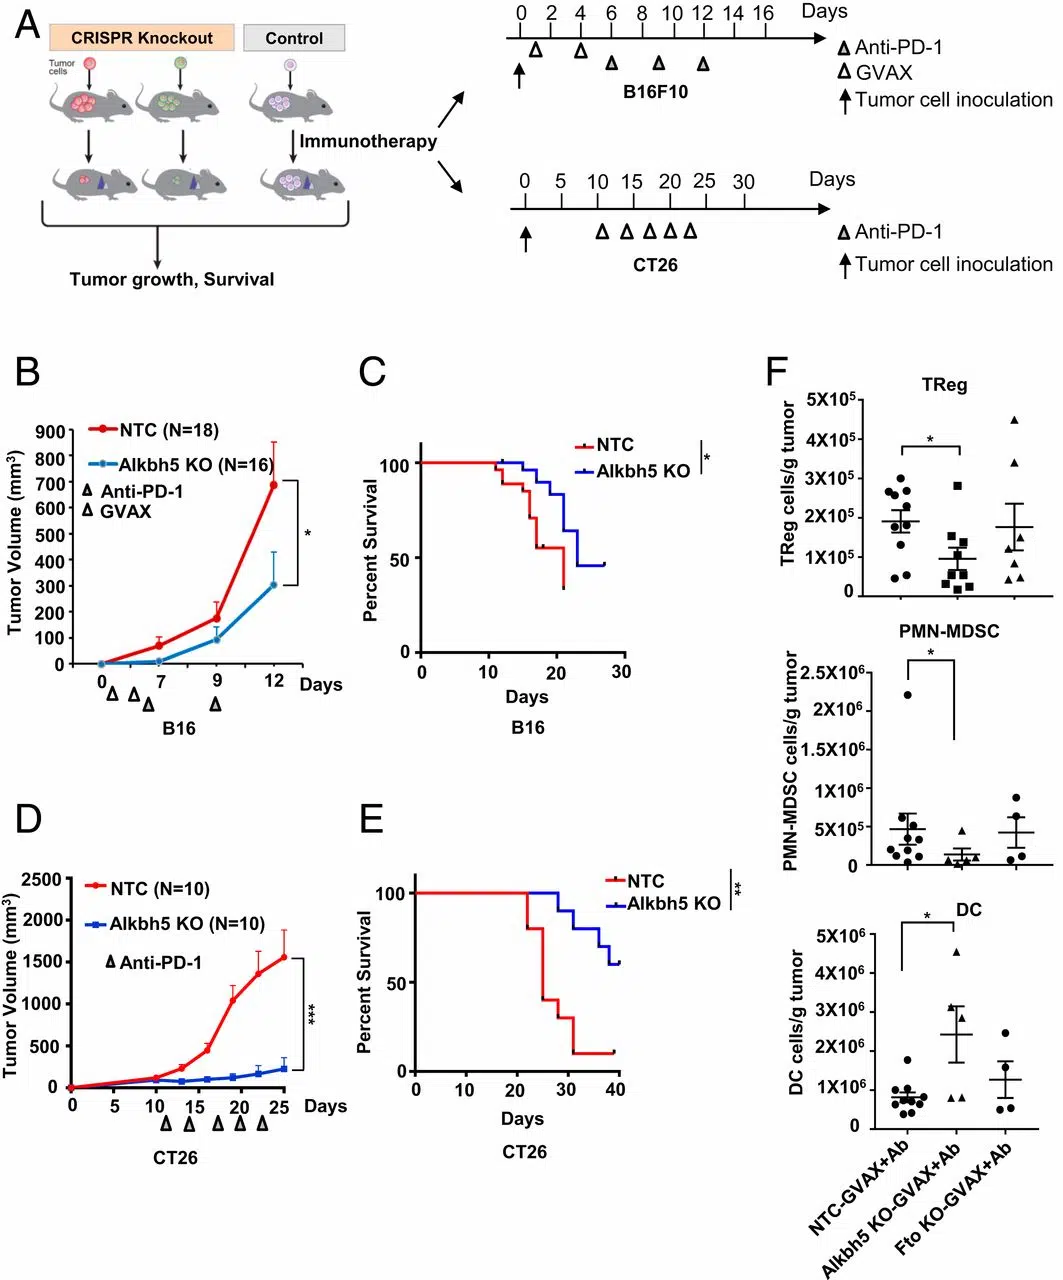 A
CRISPR Knockout
Control
Tumor
cells
Immunotherapy
Tumor growth, Survival
0 2 4 6 8 10 12 14 16 Days
B16F10
Anti-PD-1
GVAX
Tumor cell inoculation
0 5 10 15 20 25 30 Days
CT26
Anti-PD-1
Tumor cell inoculation
B
Tumor Volume (mm³)
900
800
700
600
500
400
300
200
100
0
NTC (N=18)
Alkbh5 KO (N=16)
Anti-PD-1
GVAX
*
0 7 9 12 Days
B16
C
Percent Survival
100
50
0
NTC
Alkbh5 KO
*
0 10 20 30
Days
B16
D
Tumor Volume (mm³)
2500
2000
1500
1000
500
0
NTC (N=10)
Alkbh5 KO (N=10)
Anti-PD-1
***
0 5 10 15 20 25 Days
CT26
E
Percent Survival
100
50
0
NTC
Alkbh5 KO
**
0 10 20 30 40
Days
CT26
F
TReg
TReg cells/g tumor
5X10⁵
4X10⁵
3X10⁵
2X10⁵
1X10⁵
0
*
PMN-MDSC
PMN-MDSC cells/g tumor
2.5X10⁶
2X10⁶
1.5X10⁶
1X10⁶
5X10⁵
0
*
DC
DC cells/g tumor
5X10⁶
4X10⁶
3X10⁶
2X10⁶
1X10⁶
0
*
NTC-GVAX+Ab
Alkbh5 KO-GVAX+Ab
Fto KO-GVAX+Ab